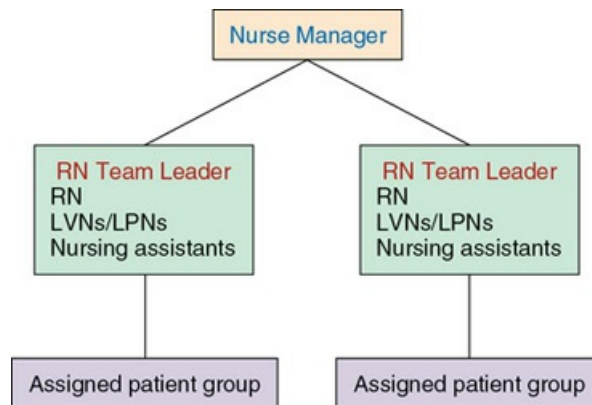 Nurse Manager
RN Team Leader
RN
LVNs/LPNs
Nursing assistants
RN Team Leader
RN
LVNs/LPNs
Nursing assistants
Assigned patient group
Assigned patient group